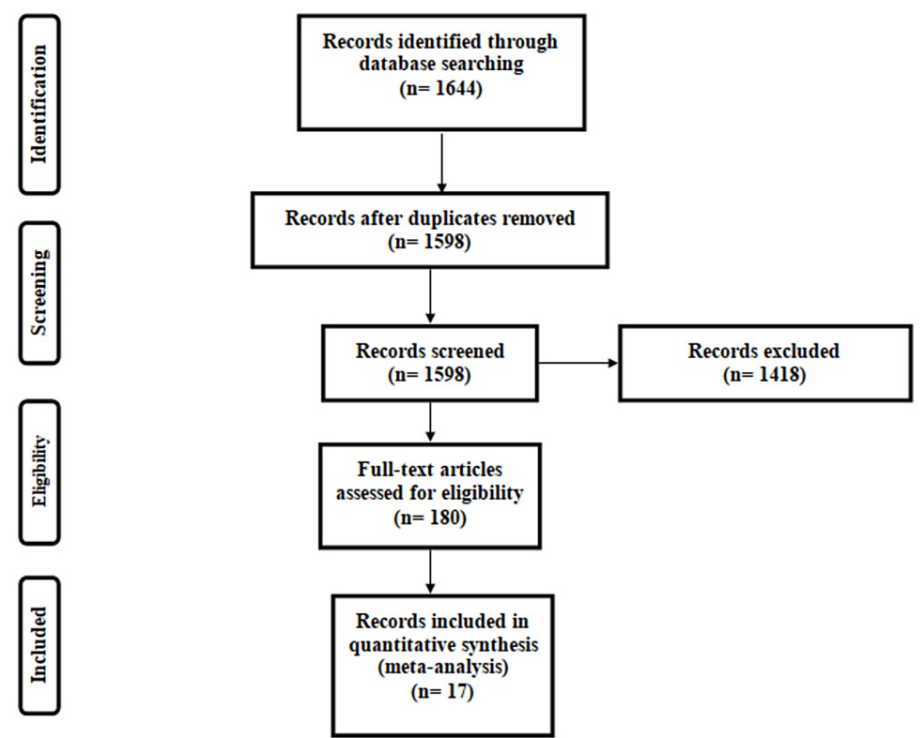 Identification
Records identified through
database searching
(n= 1644)
Records after duplicates removed
(n= 1598)
Screening
Records screened
(n= 1598)
Records excluded
(n= 1418)
Eligibility
Full-text articles
assessed for eligibility
(n= 180)
Included
Records included in
quantitative synthesis
(meta-analysis)
(n= 17)